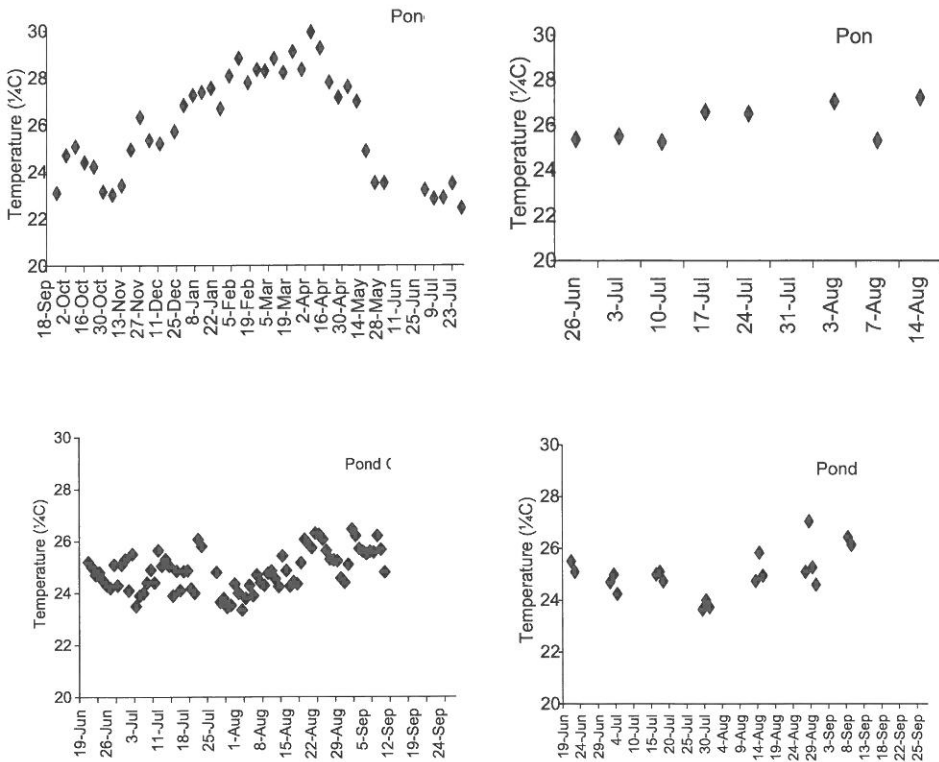 Pon
30
28
26
24
22
20
Temperature (¼C)
18-Sep
2-Oct
16-Oct
30-Oct
13-Nov
27-Nov
11-Dec
25-Dec
8-Jan
22-Jan
5-Feb
19-Feb
5-Mar
19-Mar
2-Apr
16-Apr
30-Apr
14-May
28-May
11-Jun
25-Jun
9-Jul
23-Jul
Pon
30
28
26
24
22
20
Temperature (¼C)
26-Jun
3-Jul
10-Jul
17-Jul
24-Jul
31-Jul
3-Aug
7-Aug
14-Aug
Pond
30
28
26
24
22
20
Temperature (¼C)
19-Jun
26-Jun
3-Jul
11-Jul
18-Jul
25-Jul
1-Aug
8-Aug
15-Aug
22-Aug
29-Aug
5-Sep
12-Sep
19-Sep
24-Sep
Pond
30
28
26
24
22
20
Temperature (¼C)
19-Jun
24-Jun
29-Jun
4-Jul
10-Jul
15-Jul
20-Jul
25-Jul
30-Jul
4-Aug
9-Aug
14-Aug
19-Aug
24-Aug
29-Aug
3-Sep
8-Sep
13-Sep
18-Sep
22-Sep
25-Sep